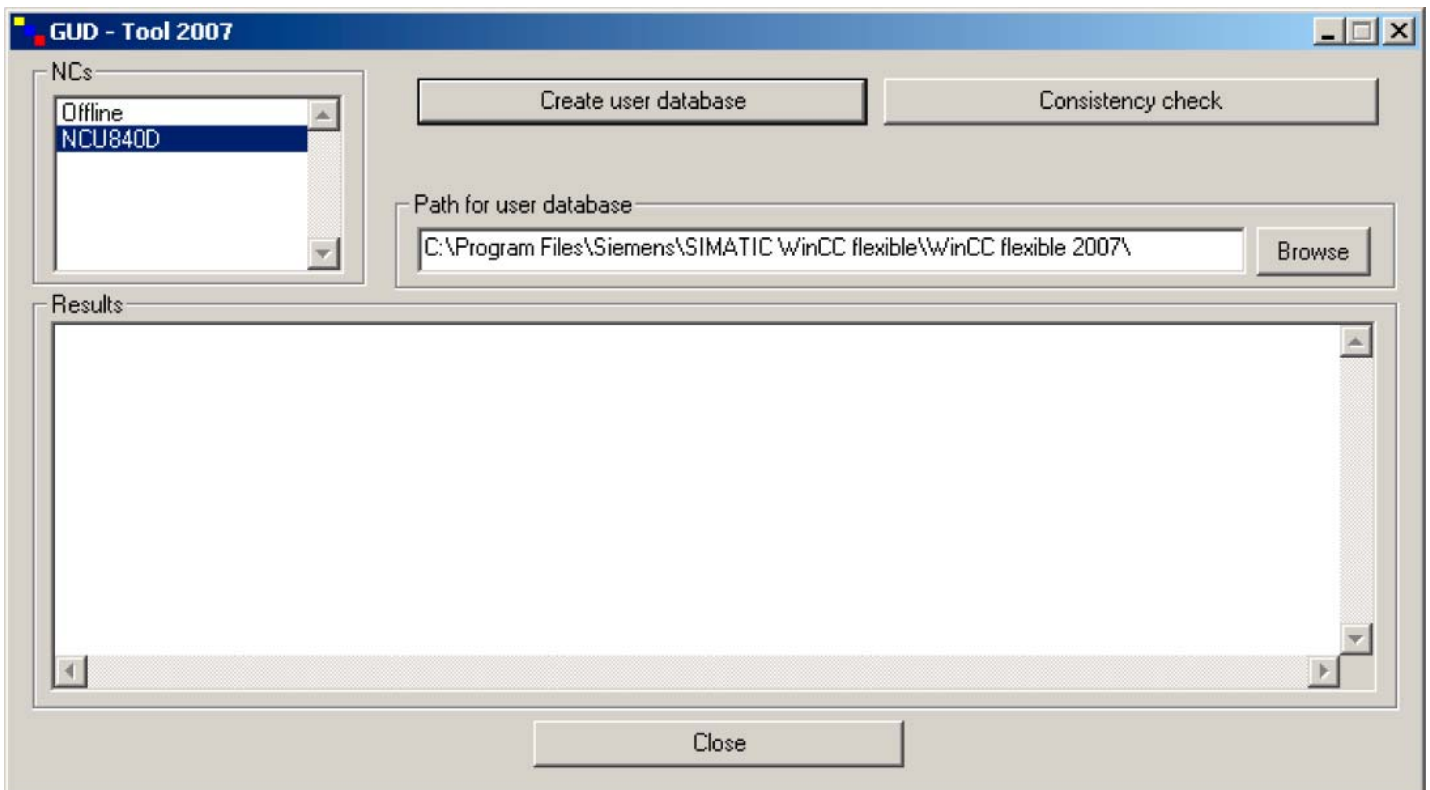 GUD - Tool 2007
NCs
Offline
NCU840D
Create user database
Consistency check
Path for user database
C:\Program Files\Siemens\SIMATIC WinCC flexible\WinCC flexible 2007\
Browse
Results
Close